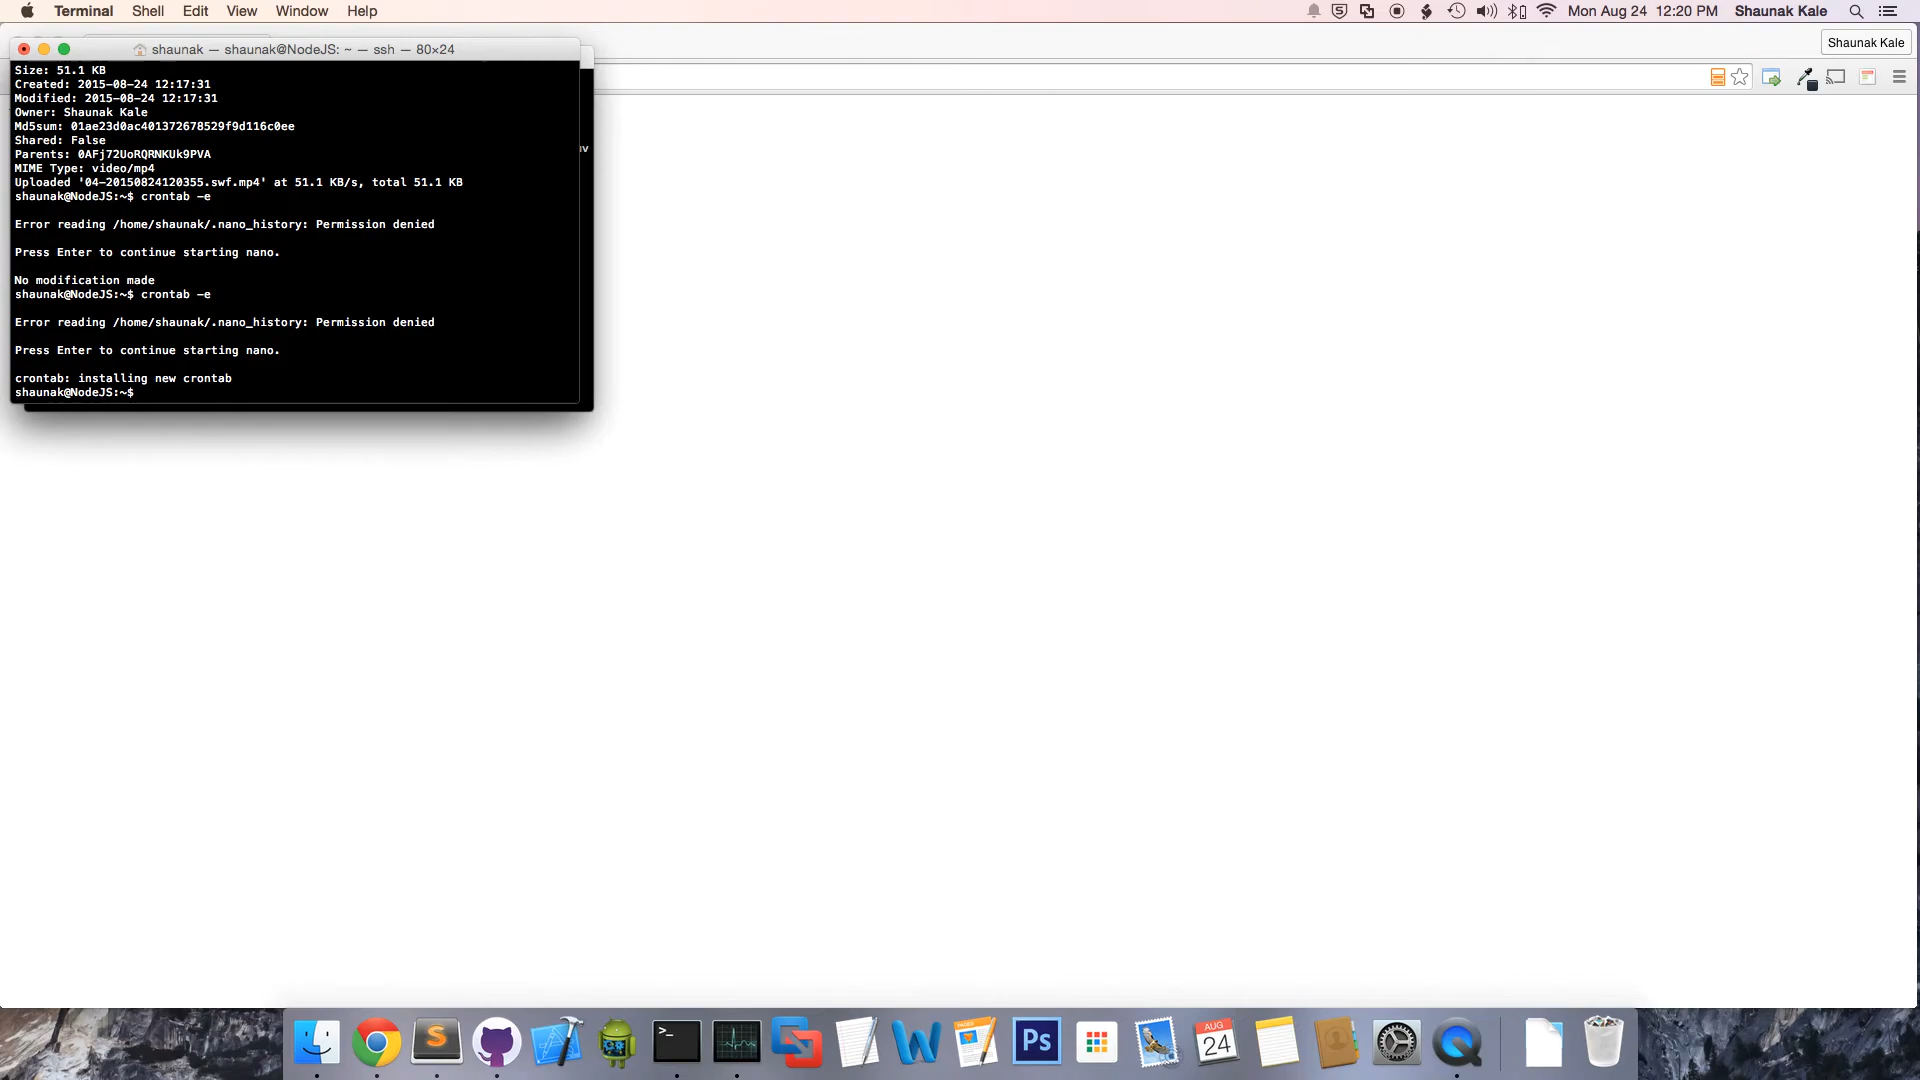 Terminal Shell Edit View Window Help Mon Aug 24 12:20 PM Shaunak Kale
Shaunak Kale
shaunak — shaunak@NodeJS: ~ — ssh — 80×24
Size: 51.1 KB
Created: 2015-08-24 12:17:31
Modified: 2015-08-24 12:17:31
Owner: Shaunak Kale
Md5sum: 01ae23d0ac401372678529f9d116c0ee
Shared: False
Parents: 0AFj72UoRQRNKUk9PVA
MIME Type: video/mp4
Uploaded '04-20150824120355.swf.mp4' at 51.1 KB/s, total 51.1 KB
shaunak@NodeJS:~$ crontab -e
Error reading /home/shaunak/.nano_history: Permission denied
Press Enter to continue starting nano.
No modification made
shaunak@NodeJS:~$ crontab -e
Error reading /home/shaunak/.nano_history: Permission denied
Press Enter to continue starting nano.
crontab: installing new crontab
shaunak@NodeJS:~$
Ps
AUG
24